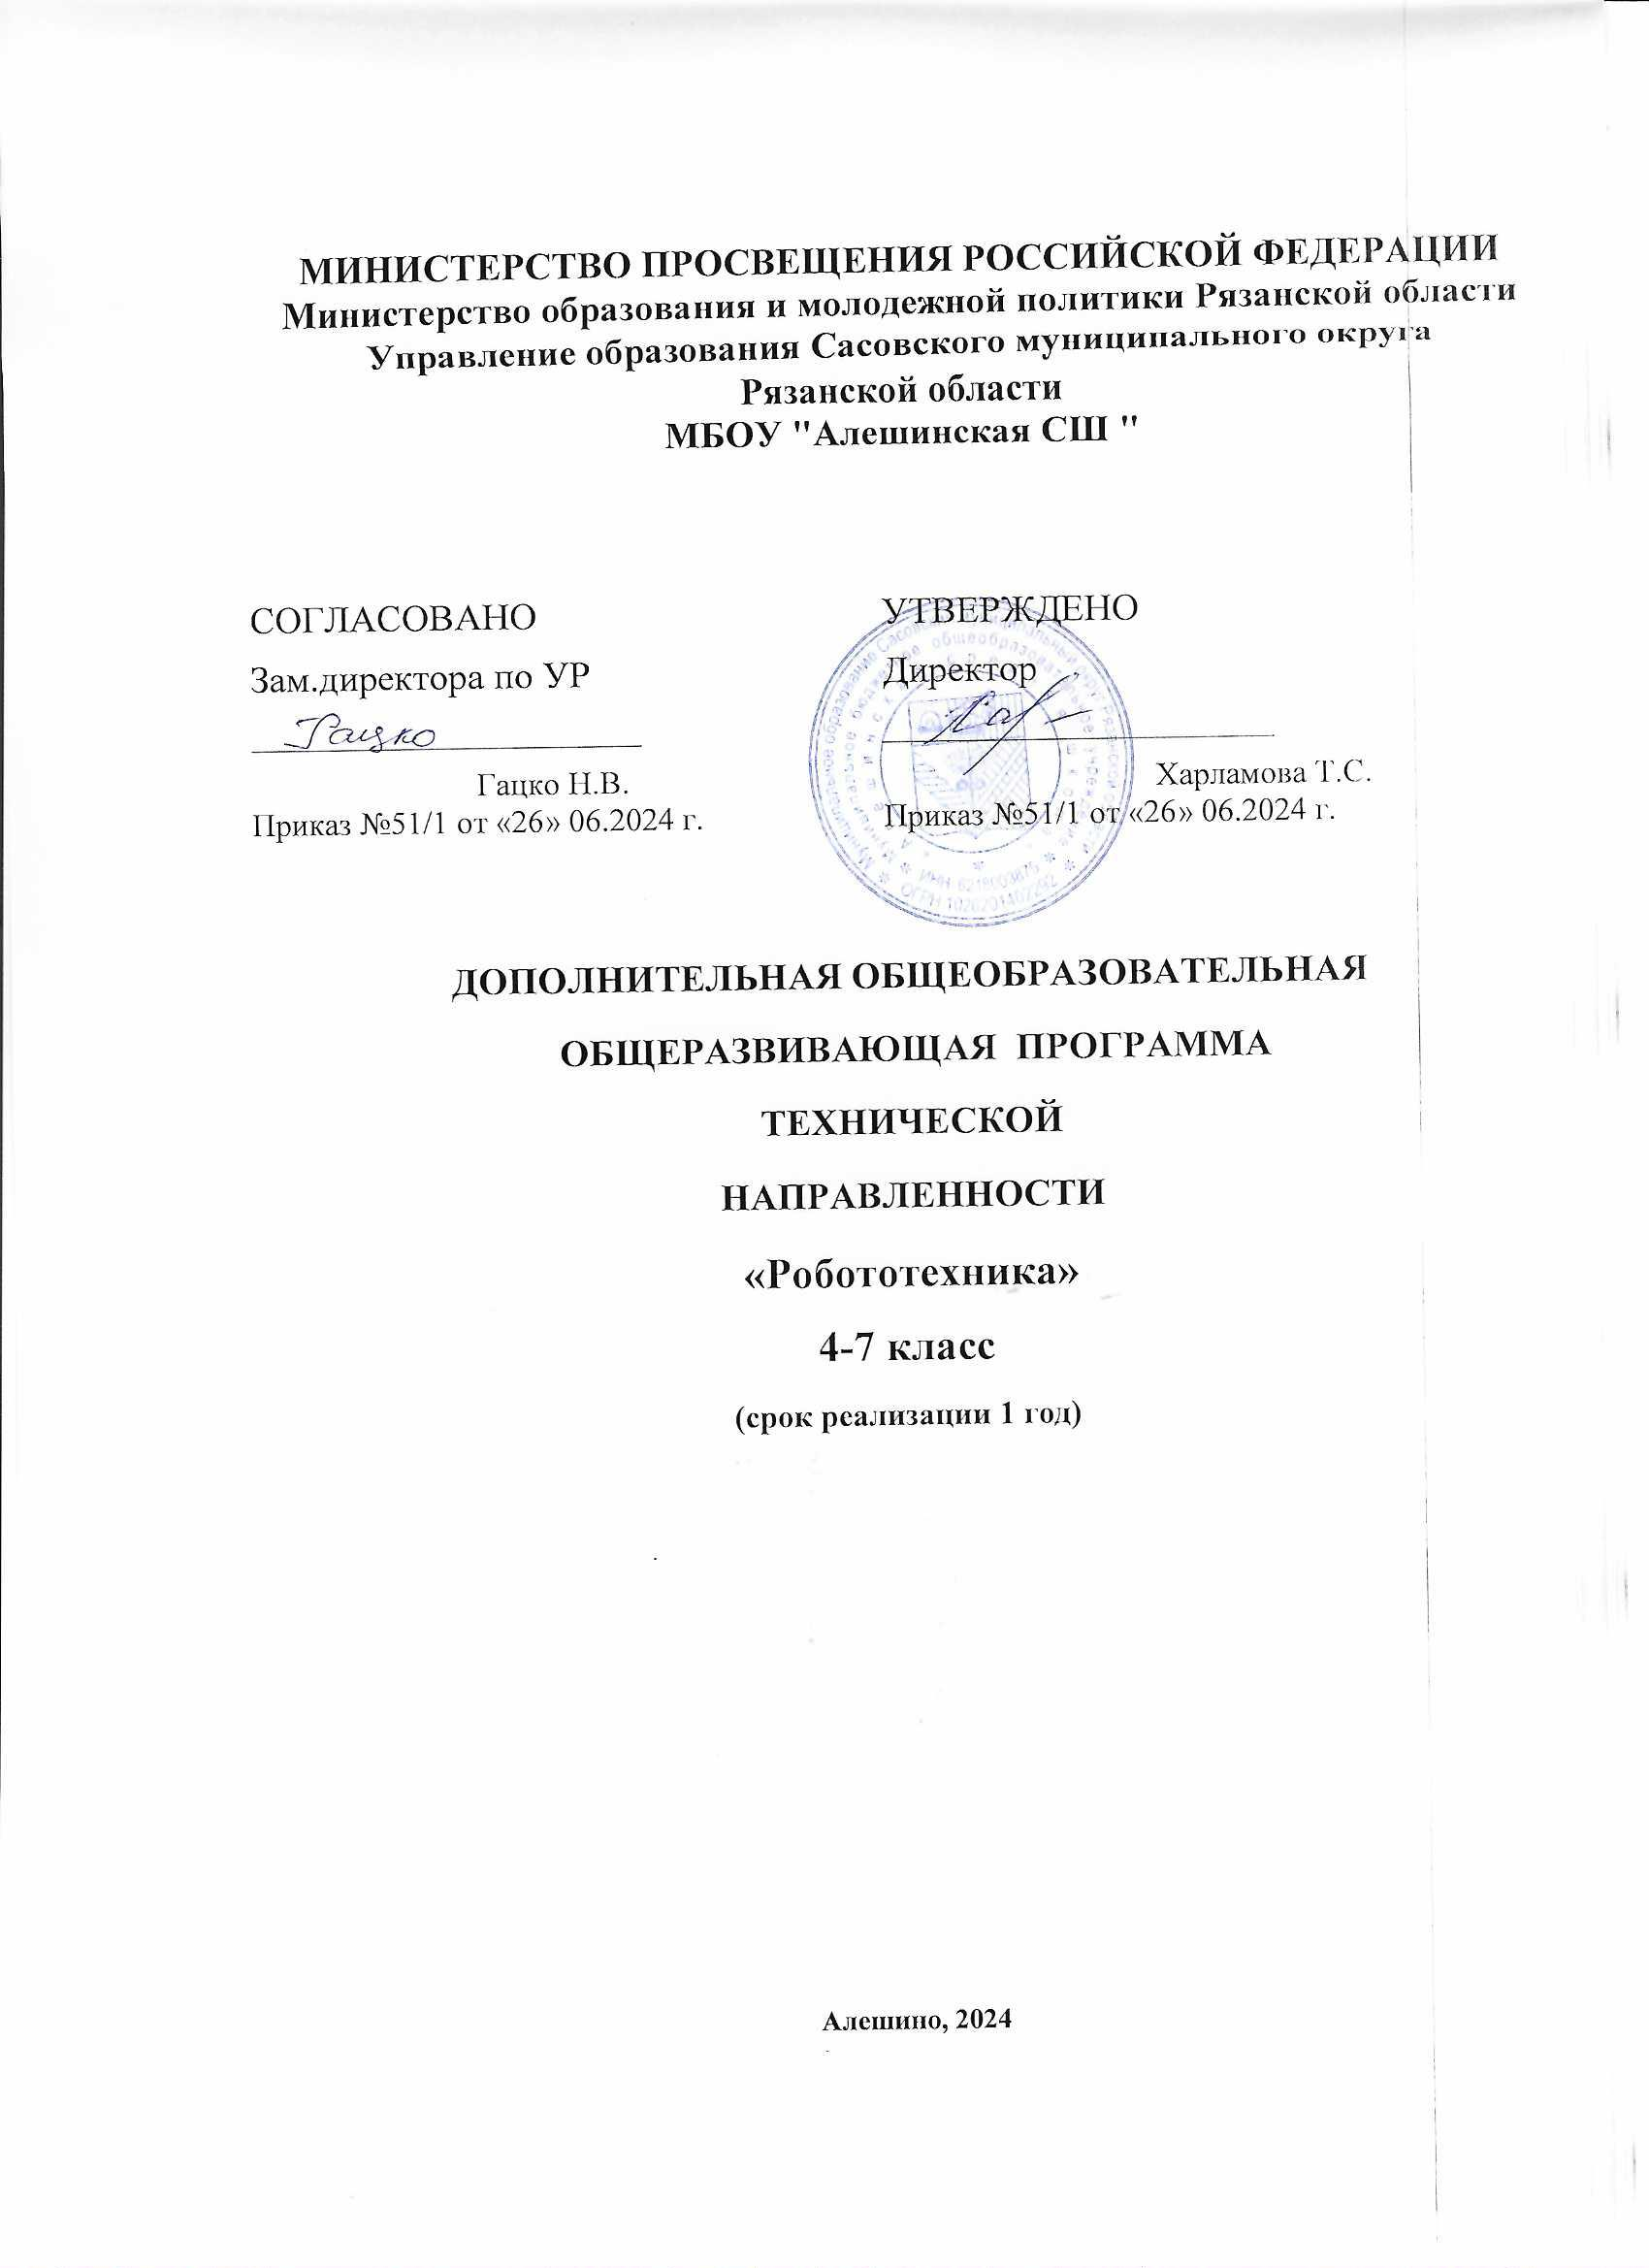 МИНИСТЕРСТВО ПРОСВЕЩЕНИЯ РОССИЙСКОЙ ФЕДЕРАЦИИ
Министерство образования и молодежной политики Рязанской области
Управление образования Сасовского муниципального округа
Рязанской области
МБОУ "Алешинская СШ "
СОГЛАСОВАНО
Зам.директора по УР
Гацко
Гацко Н.В.
Приказ №51/1 от «26» 06.2024 г.
УТВЕРЖДЕНО
Директор
Харламова Т.С.
Приказ №51/1 от «26» 06.2024 г.
ДОПОЛНИТЕЛЬНАЯ ОБЩЕОБРАЗОВАТЕЛЬНАЯ
ОБЩЕРАЗВИВАЮЩАЯ ПРОГРАММА
ТЕХНИЧЕСКОЙ
НАПРАВЛЕННОСТИ
«Робототехника»
4-7 класс
(срок реализации 1 год)
Алешино, 2024